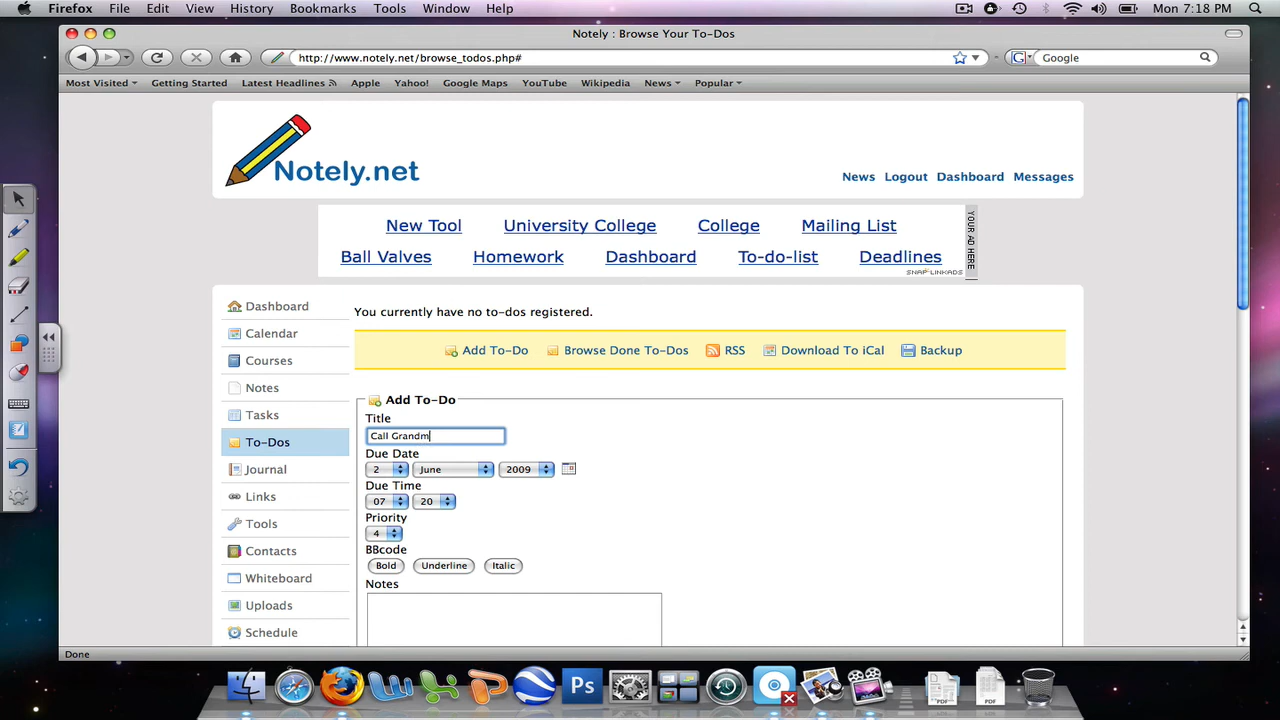 Firefox File Edit View History Bookmarks Tools Window Help Mon 7:18 PM
Notely : Browse Your To-Dos
http://www.notely.net/browse_todos.php# Google
Most Visited Getting Started Latest Headlines Apple Yahoo! Google Maps YouTube Wikipedia News Popular
Notely.net
News Logout Dashboard Messages
New Tool University College College Mailing List
Ball Valves Homework Dashboard To-do-list Deadlines
YOUR AD HERE
SNAP LINKADS
Dashboard
Calendar
Courses
Notes
Tasks
To-Dos
Journal
Links
Tools
Contacts
Whiteboard
Uploads
Schedule
You currently have no to-dos registered.
Add To-Do Browse Done To-Dos RSS Download To iCal Backup
Add To-Do
Title
Call Grandm
Due Date
2 June 2009
Due Time
07 20
Priority
4
BBcode
Bold Underline Italic
Notes
Done
Ps
PDF PDF